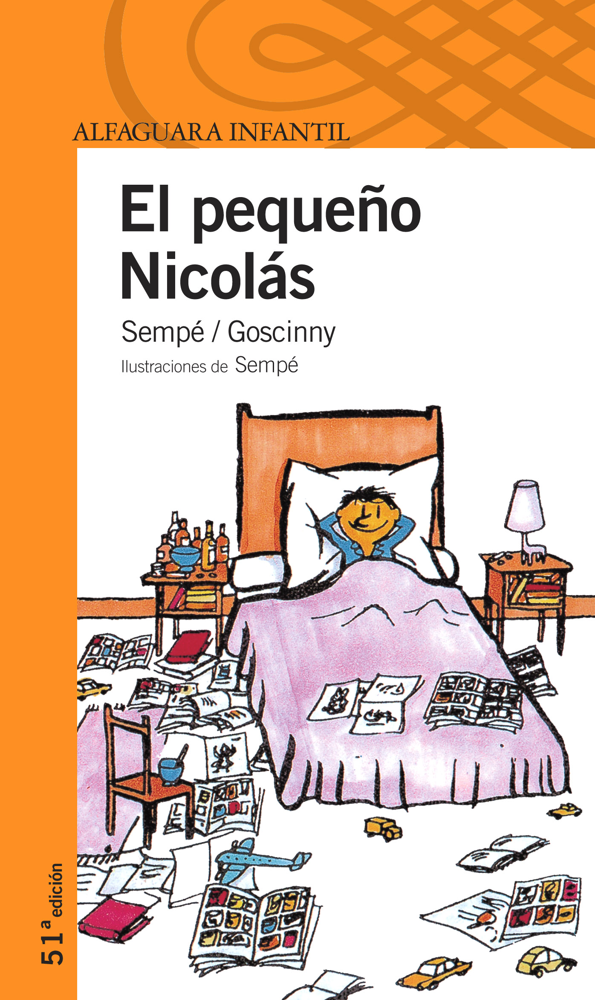 ALFAGUARA INFANTIL
El pequeño
Nicolás
Sempé / Goscinny
Ilustraciones de Sempé
51ª edición